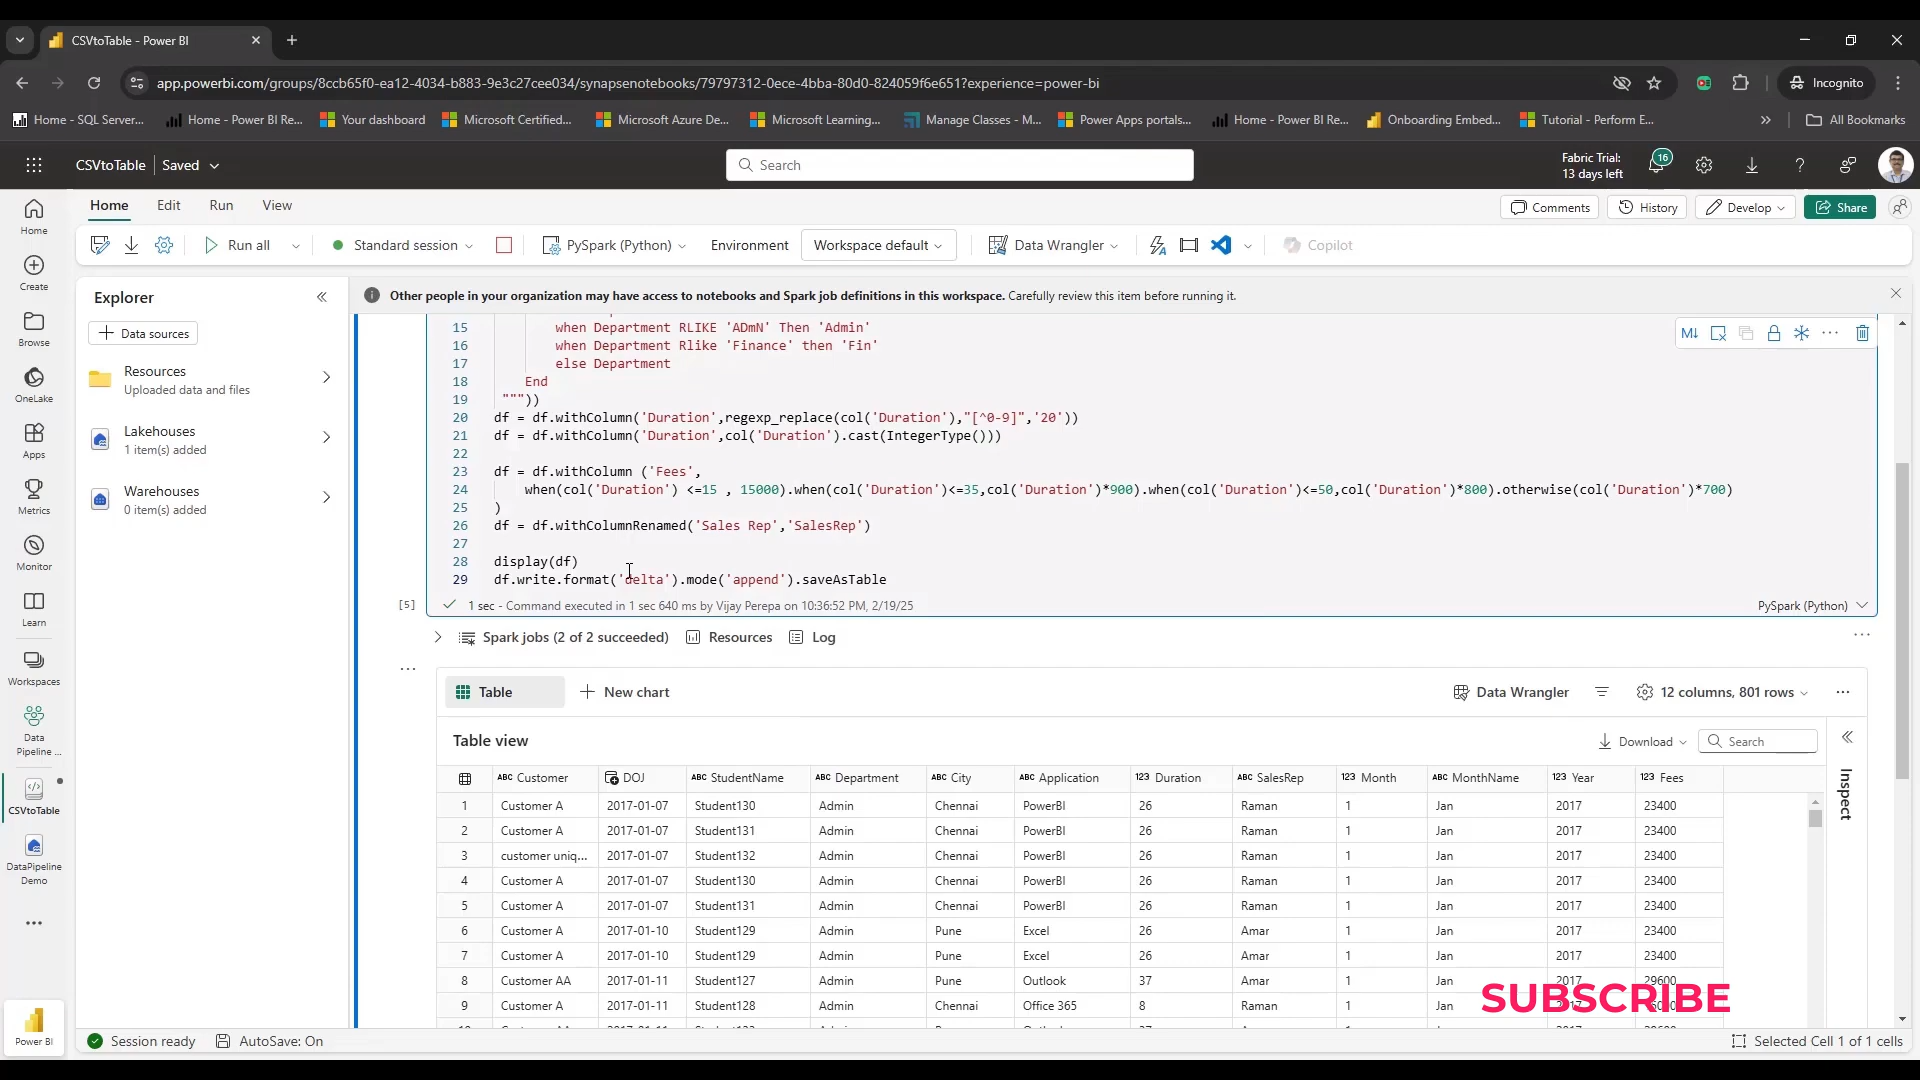 CSVtoTable - Power BI
app.powerbi.com/groups/8ccb65f0-ea12-4034-b883-9e3c27cee034/synapsenotebooks/79797312-0ece-4bba-80d0-824059f6e651?experience=power-bi
Incognito
Home - SQL Server... Home - Power BI Re... Your dashboard Microsoft Certified... Microsoft Azure De... Microsoft Learning,... Manage Classes - M... Power Apps portals... Home - Power BI Re... Onboarding Embed... Tutorial - Perform E... » All Bookmarks
CSVtoTable Saved Search Fabric Trial: 13 days left 16
Home Edit Run View Comments History Develop Share
Run all Standard session PySpark (Python) Environment Workspace default Data Wrangler Copilot
Home
Create
Browse
OneLake
Apps
Metrics
Monitor
Learn
Workspaces
Data Pipeline ...
CSVtoTable
DataPipeline Demo
Power BI
Explorer
Data sources
Resources
Uploaded data and files
Lakehouses
1 item(s) added
Warehouses
0 item(s) added
Other people in your organization may have access to notebooks and Spark job definitions in this workspace. Carefully review this item before running it.
15 when Department RLIKE 'ADmN' Then 'Admin'
16 when Department Rlike 'Finance' then 'Fin'
17 else Department
18 End
19 """))
20 df = df.withColumn('Duration',regexp_replace(col('Duration'),"[^0-9]",'20'))
21 df = df.withColumn('Duration',col('Duration').cast(IntegerType()))
22
23 df = df.withColumn ('Fees',
24 when(col('Duration') <=15 , 15000).when(col('Duration')<=35,col('Duration')*900).when(col('Duration')<=50,col('Duration')*800).otherwise(col('Duration')*700)
25 )
26 df = df.withColumnRenamed('Sales Rep','SalesRep')
27
28 display(df)
29 df.write.format('delta').mode('append').saveAsTable
[5] 1 sec - Command executed in 1 sec 640 ms by Vijay Perepa on 10:36:52 PM, 2/19/25 PySpark (Python)
Spark jobs (2 of 2 succeeded) Resources Log
Table New chart Data Wrangler 12 columns, 801 rows
Table view Download Search
Inspect
ABC Customer DOJ ABC StudentName ABC Department ABC City ABC Application 123 Duration ABC SalesRep 123 Month ABC MonthName 123 Year 123 Fees
1 Customer A 2017-01-07 Student130 Admin Chennai PowerBI 26 Raman 1 Jan 2017 23400
2 Customer A 2017-01-07 Student131 Admin Chennai PowerBI 26 Raman 1 Jan 2017 23400
3 customer uniq... 2017-01-07 Student132 Admin Chennai PowerBI 26 Raman 1 Jan 2017 23400
4 Customer A 2017-01-07 Student130 Admin Chennai PowerBI 26 Raman 1 Jan 2017 23400
5 Customer A 2017-01-07 Student131 Admin Chennai PowerBI 26 Raman 1 Jan 2017 23400
6 Customer A 2017-01-10 Student129 Admin Pune Excel 26 Amar 1 Jan 2017 23400
7 Customer A 2017-01-10 Student129 Admin Pune Excel 26 Amar 1 Jan 2017 23400
8 Customer AA 2017-01-11 Student127 Admin Pune Outlook 37 Amar 1 Jan 2017 29600
9 Customer A 2017-01-11 Student128 Admin Chennai Office 365 8 Raman 1 Jan
SUBSCRIBE
Session ready AutoSave: On Selected Cell 1 of 1 cells